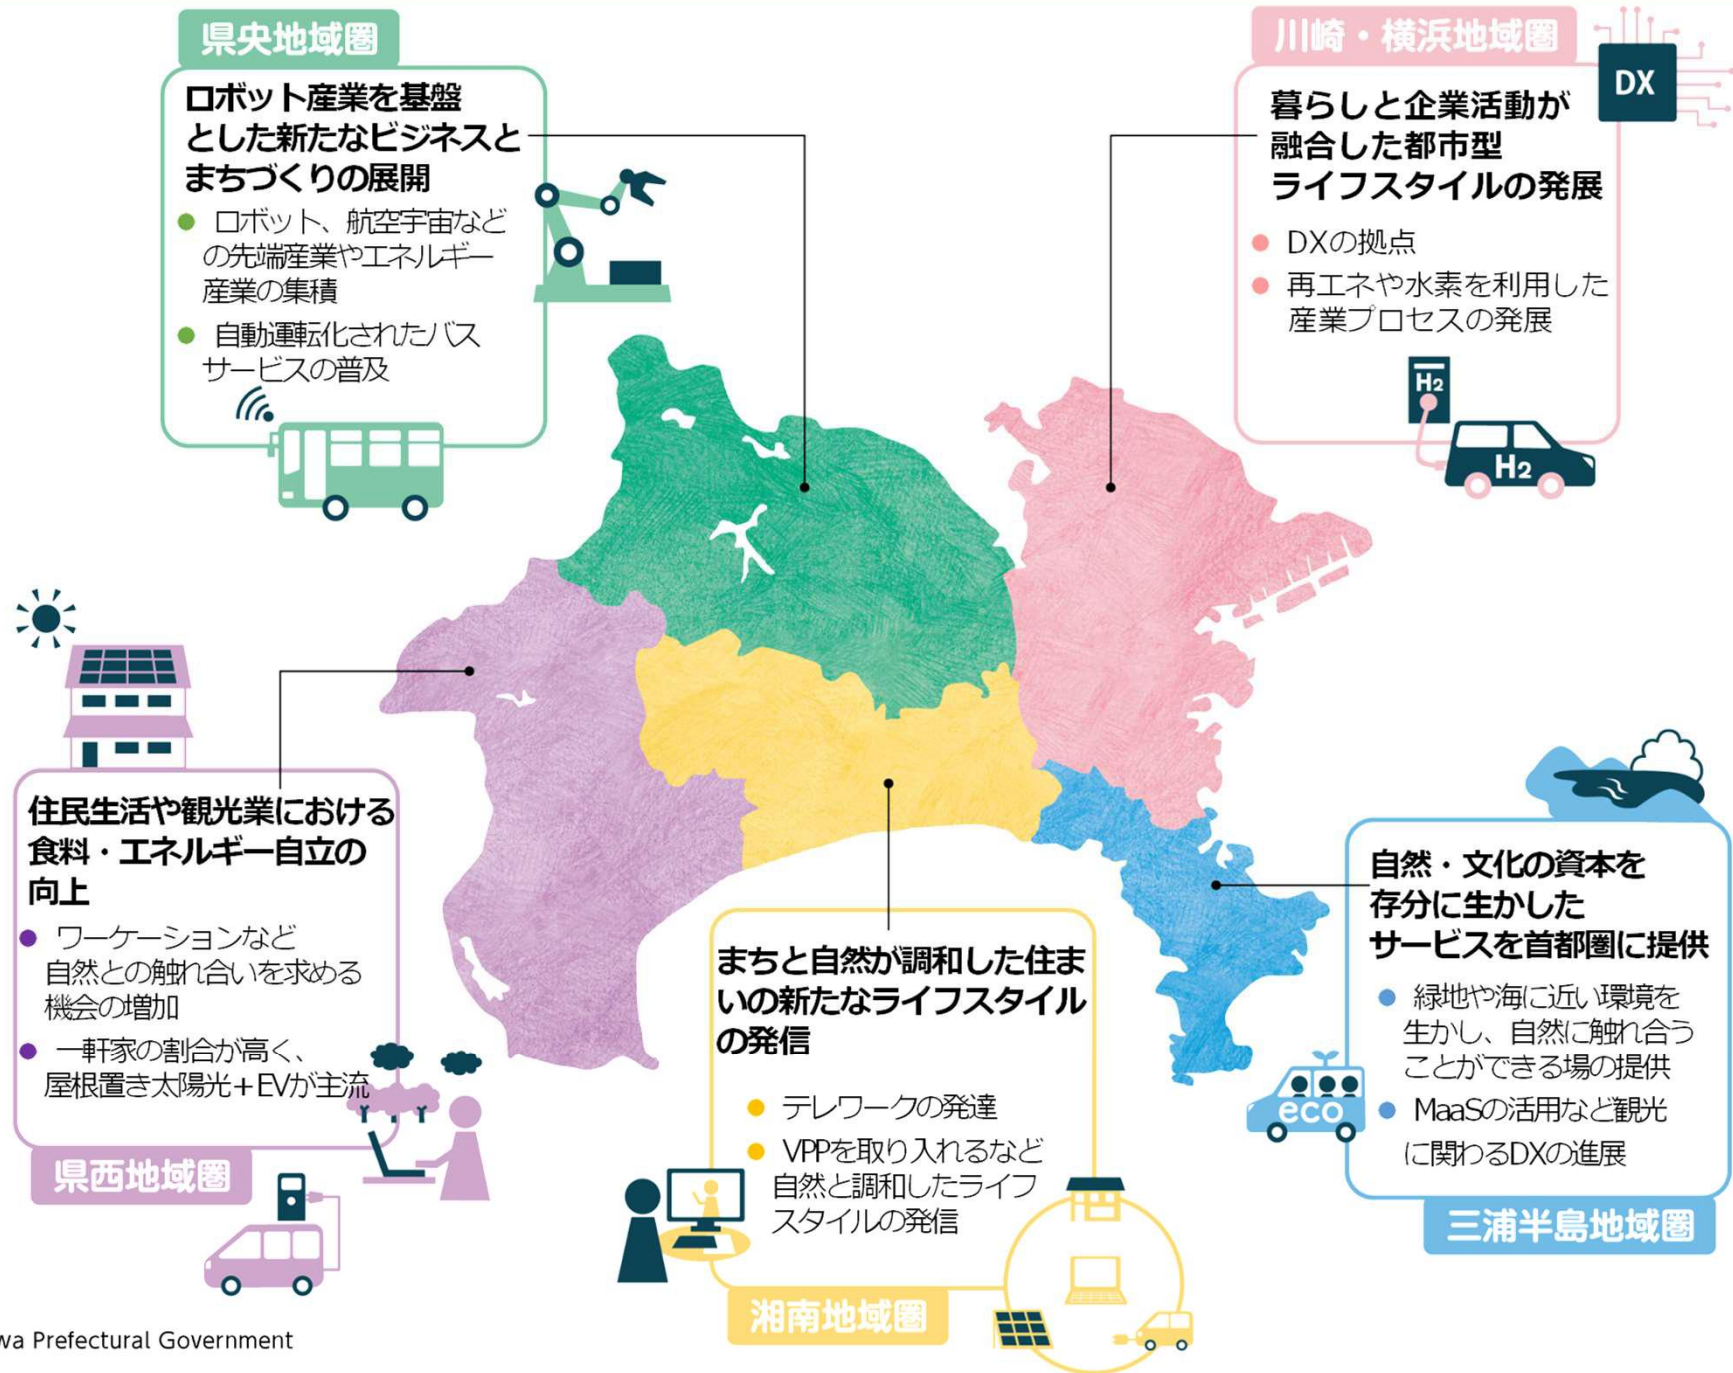 県央地域圏
ロボット産業を基盤
とした新たなビジネスと
まちづくりの展開
ロボット、航空宇宙など
の先端産業やエネルギー
産業の集積
自動運転化されたバス
サービスの普及
川崎・横浜地域圏
DX
暮らしと企業活動が
融合した都市型
ライフスタイルの発展
DXの拠点
再エネや水素を利用した
産業プロセスの発展
H2
H2
住民生活や観光業における
食料・エネルギー自立の
向上
ワーケーションなど
自然との触れ合いを求める
機会の増加
一軒家の割合が高く、
屋根置き太陽光+EVが主流
県西地域圏
まちと自然が調和した住ま
いの新たなライフスタイル
の発信
テレワークの発達
VPPを取り入れるなど
自然と調和したライフ
スタイルの発信
湘南地域圏
自然・文化の資本を
存分に生かした
サービスを首都圏に提供
緑地や海に近い環境を
生かし、自然に触れ合う
ことができる場の提供
MaaSの活用など観光
に関わるDXの進展
eco
三浦半島地域圏
wa Prefectural Government